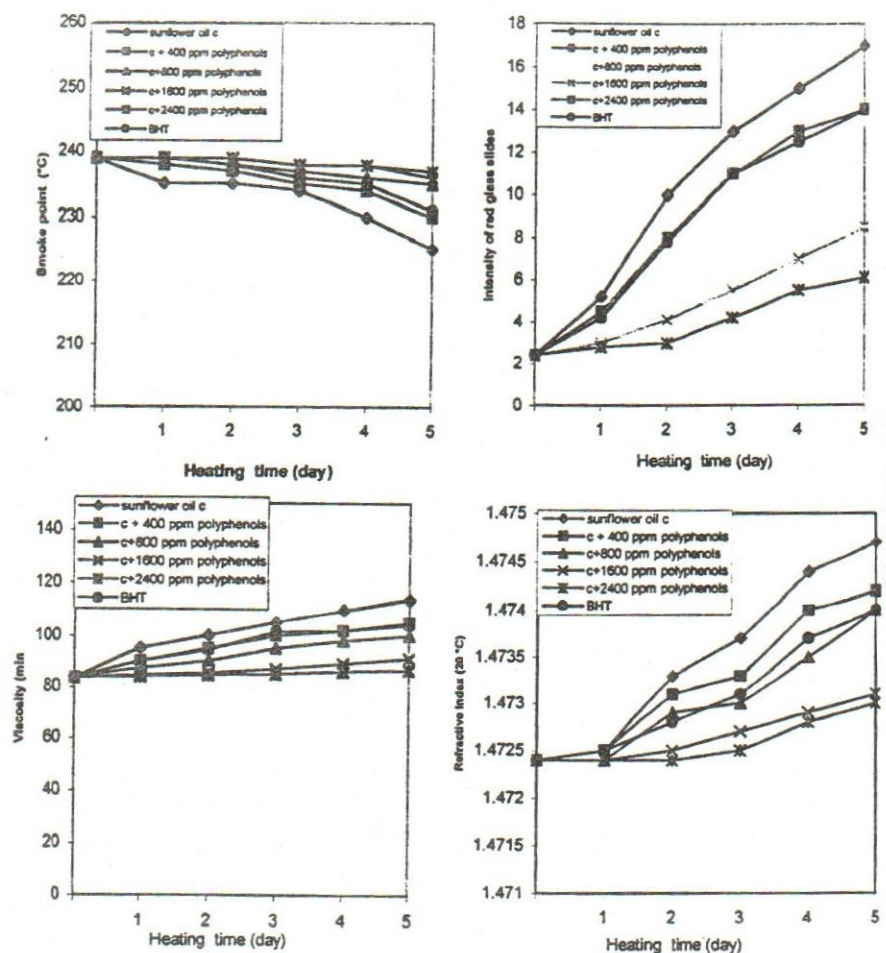 260
250
240
230
220
210
200
Smoke point (°C)
sunflower oil c
c + 400 ppm polyphenols
c+800 ppm polyphenols
c+1600 ppm polyphenols
c+2400 ppm polyphenols
BHT
1 2 3 4 5
Heating time (day)
18
16
14
12
10
8
6
4
2
0
Intensity of red glass slides
sunflower oil c
c + 400 ppm polyphenols
c+800 ppm polyphenols
c+1600 ppm polyphenols
c+2400 ppm polyphenols
BHT
1 2 3 4 5
Heating time (day)
140
120
100
80
60
40
20
0
Viscosity (min
sunflower oil c
c + 400 ppm polyphenols
c+800 ppm polyphenols
c+1600 ppm polyphenols
c+2400 ppm polyphenols
BHT
1 2 3 4 5
Heating time (day)
1.475
1.4745
1.474
1.4735
1.473
1.4725
1.472
1.4715
1.471
Refractive Index (20 °C)
sunflower oil c
c + 400 ppm polyphenols
c+800 ppm polyphenols
c+1600 ppm polyphenols
c+2400 ppm polyphenols
BHT
1 2 3 4 5
Heating time (day)